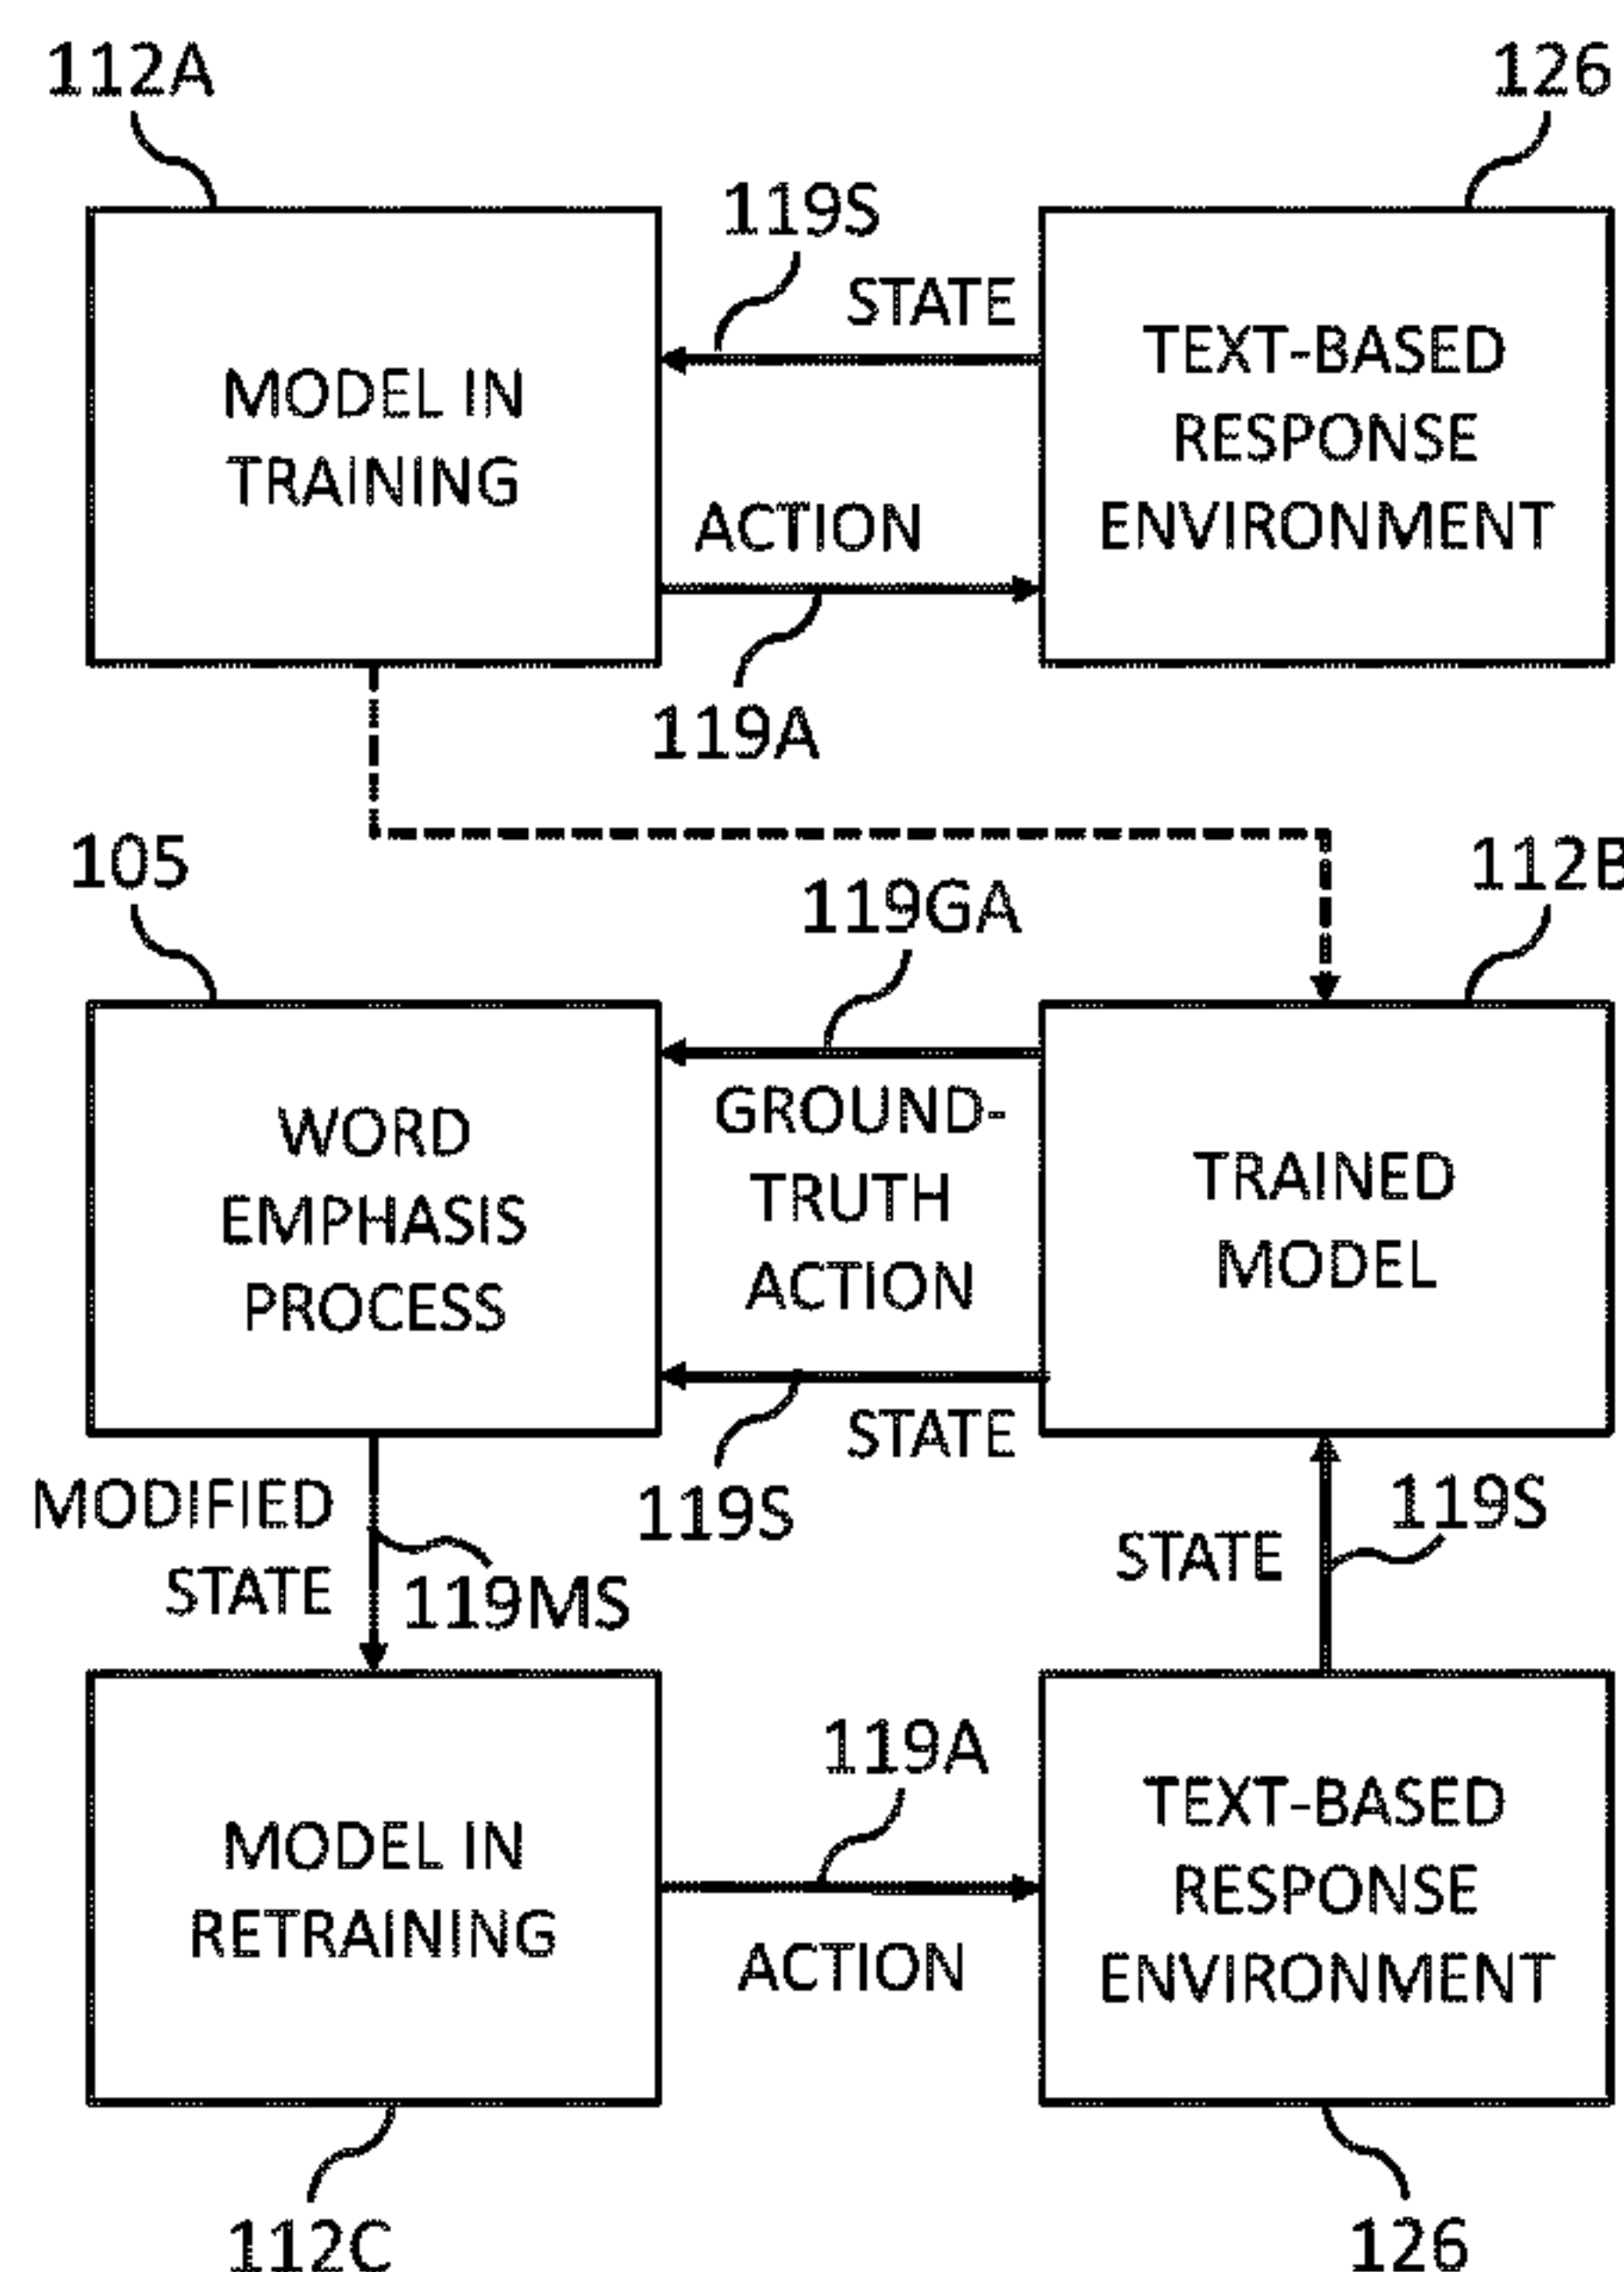 112A
126
119S
STATE
MODEL IN
TRAINING
TEXT-BASED
RESPONSE
ENVIRONMENT
ACTION
119A
105
119GA
112B
WORD
EMPHASIS
PROCESS
GROUND-
TRUTH
ACTION
TRAINED
MODEL
STATE
119S
MODIFIED
STATE
119MS
STATE
119S
MODEL IN
RETRAINING
119A
ACTION
TEXT-BASED
RESPONSE
ENVIRONMENT
112C
126